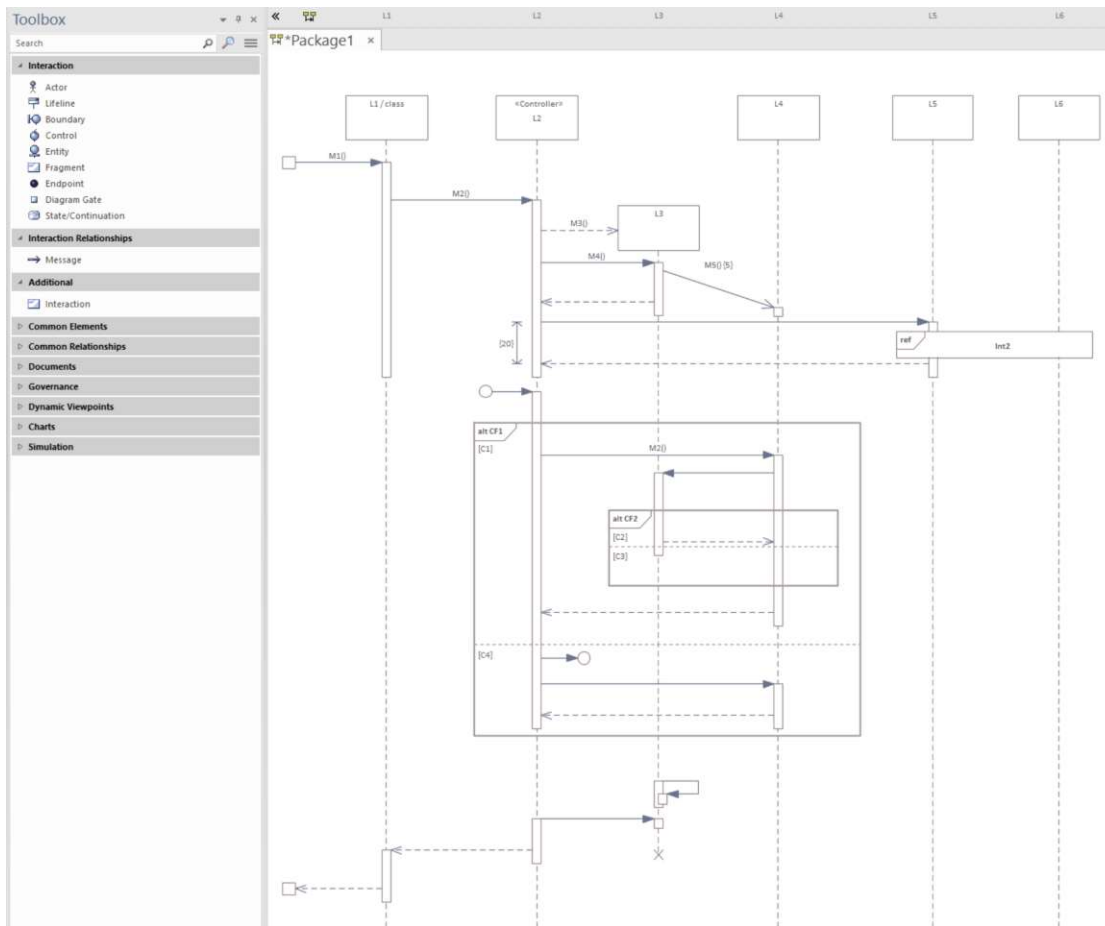 Toolbox
Search
Interaction
Actor
Lifeline
Boundary
Control
Entity
Fragment
Endpoint
Diagram Gate
State/Continuation
Interaction Relationships
Message
Additional
Interaction
Common Elements
Common Relationships
Documents
Governance
Dynamic Viewpoints
Charts
Simulation
L1 L2 L3 L4 L5 L6
*Package1 ×
L1 / class
«Controller»
L2
L4
L5
L6
M1()
M2()
L3
M3()
M4()
M5() {5}
{20}
ref
Int2
alt CF1
[C1]
M2()
alt CF2
[C2]
[C3]
[C4]